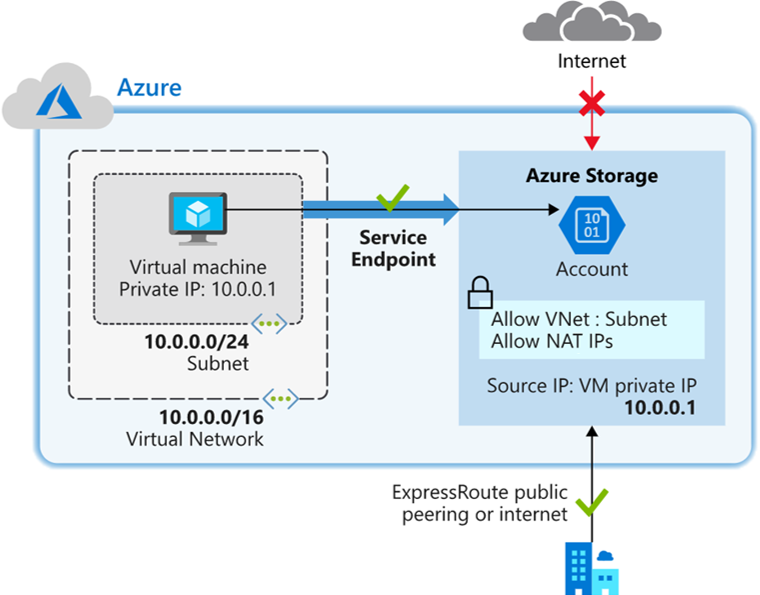 Internet
Azure
Azure Storage
10
01
Account
Service
Endpoint
Virtual machine
Private IP: 10.0.0.1
10.0.0.0/24
Subnet
10.0.0.0/16
Virtual Network
Allow VNet : Subnet
Allow NAT IPs
Source IP: VM private IP
10.0.0.1
ExpressRoute public
peering or internet